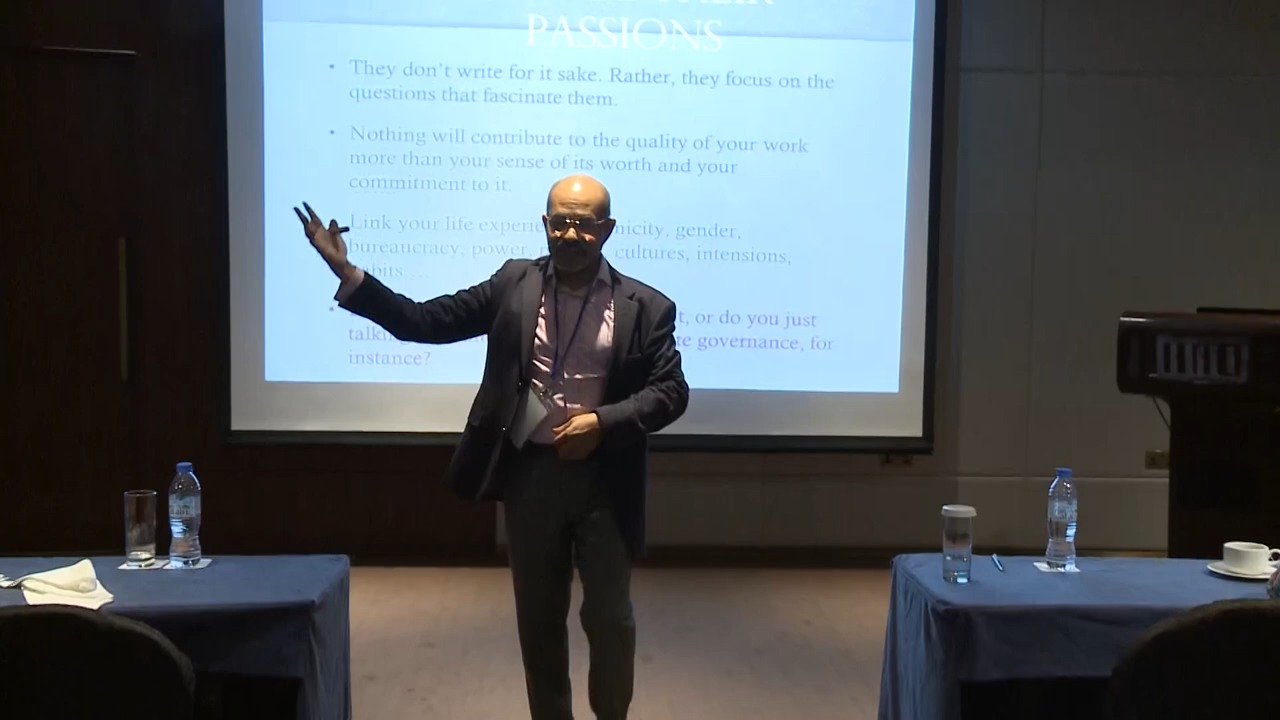 PASSIONS
• They don't write for it sake. Rather, they focus on the
questions that fascinate them.
• Nothing will contribute to the quality of your work
more than your sense of its worth and your
commitment to it.
Link your life gender,
bureaucracy, power, cultures, intensions,
• or do you just
governance, for
instance?